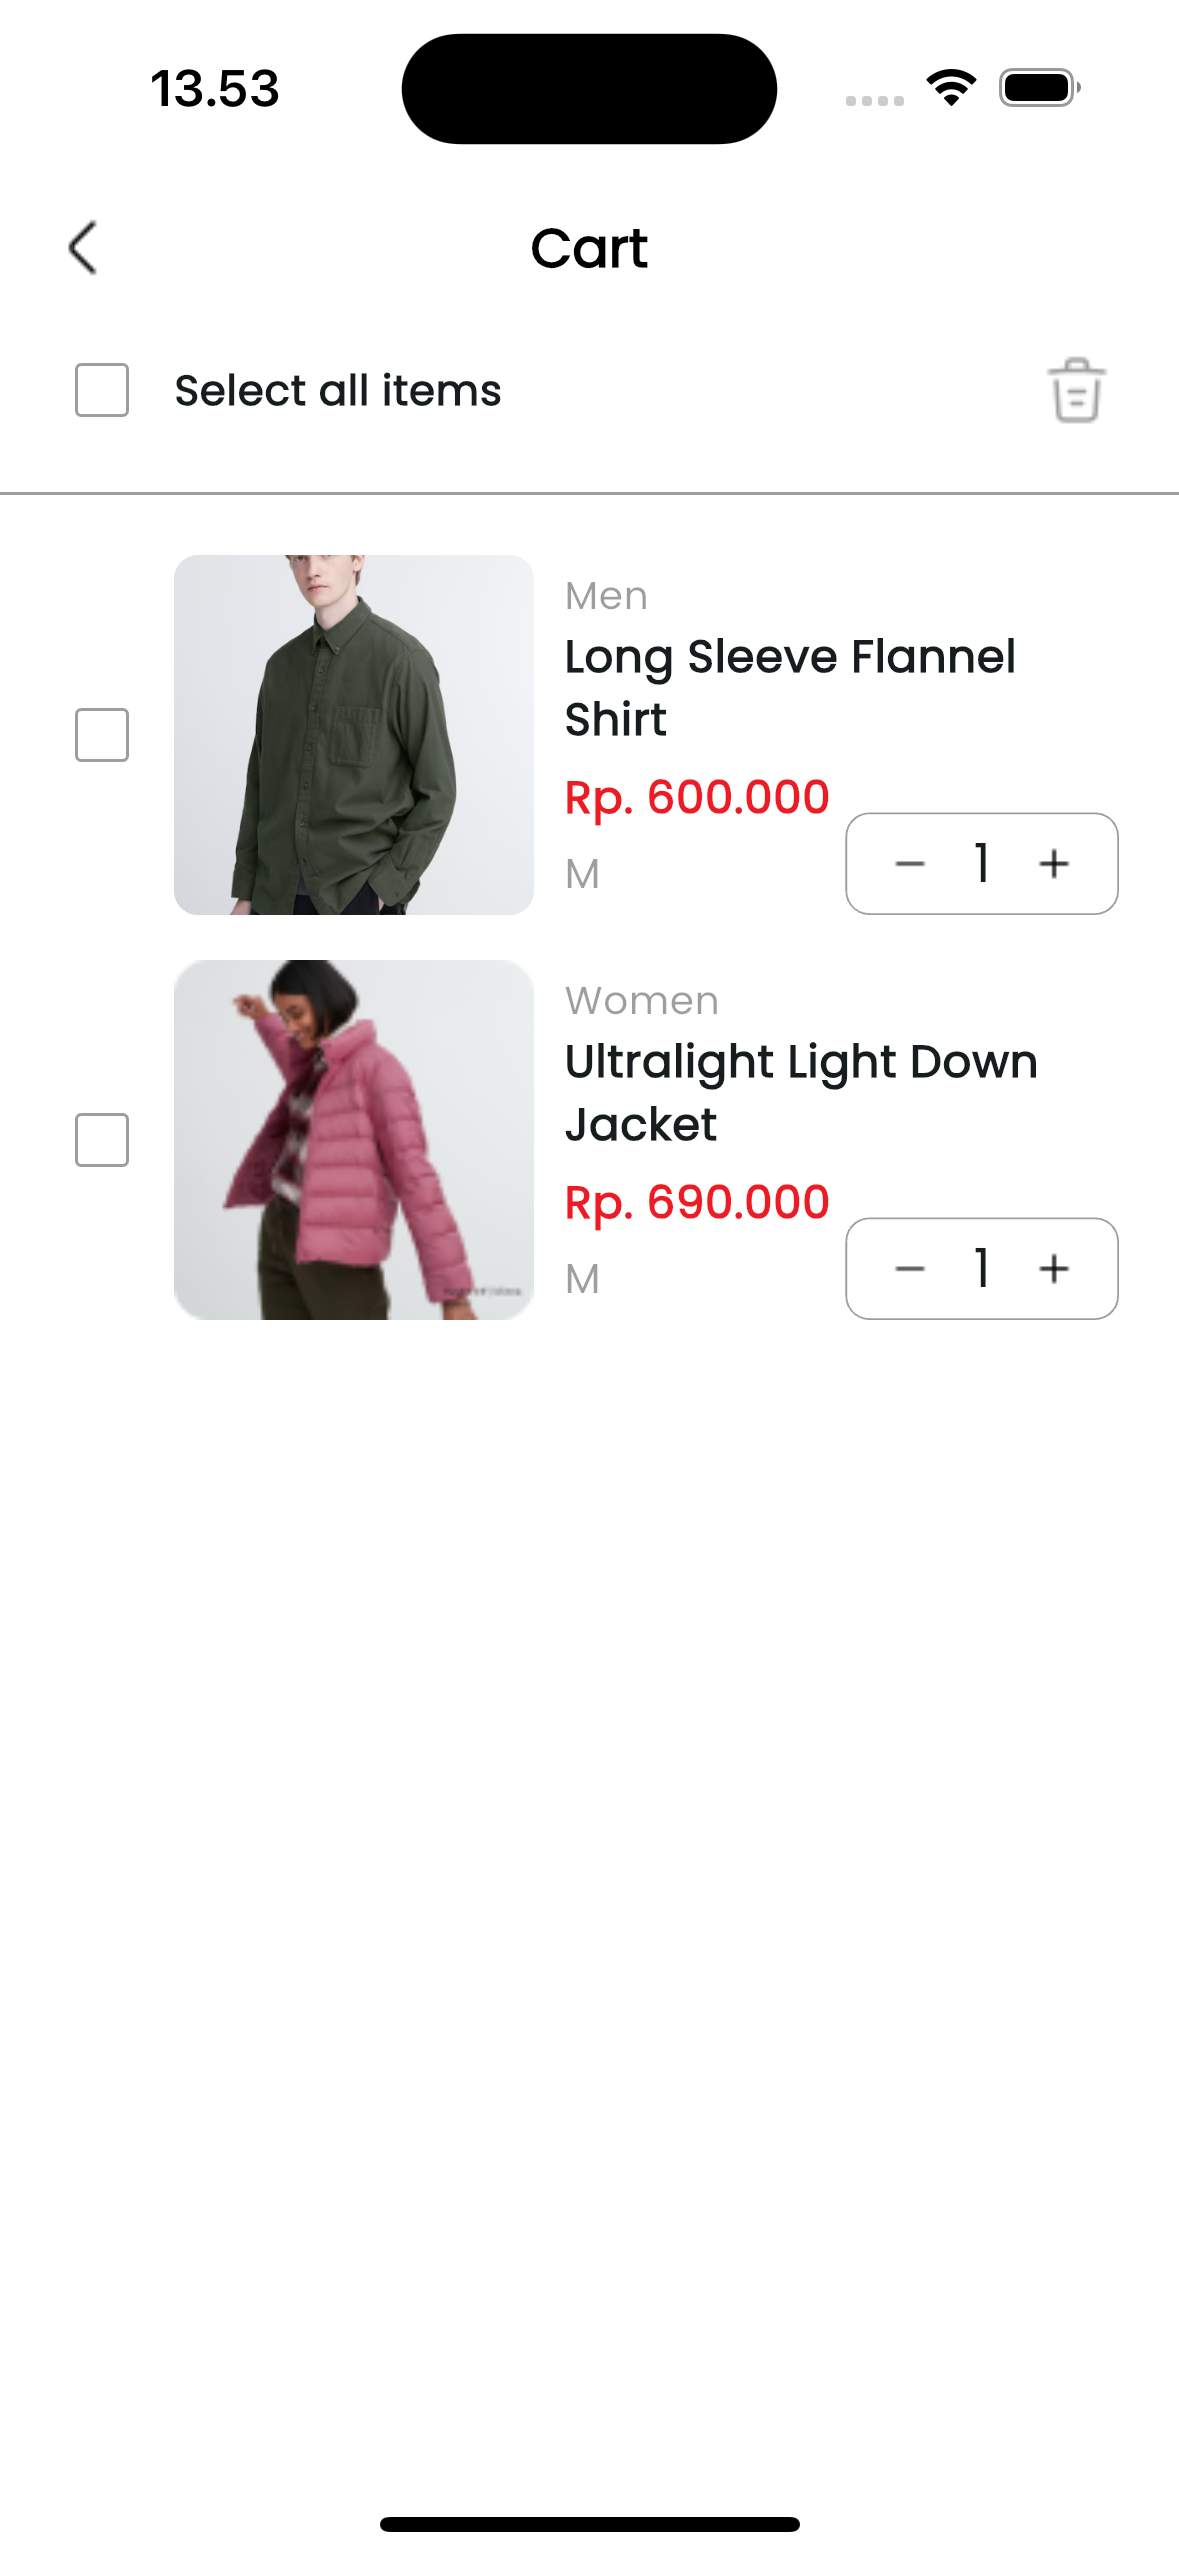 13.53
Cart
Select all items
Men
Long Sleeve Flannel
Shirt
Rp. 600.000
M
1
Women
Ultralight Light Down
Jacket
Rp. 690.000
M
1